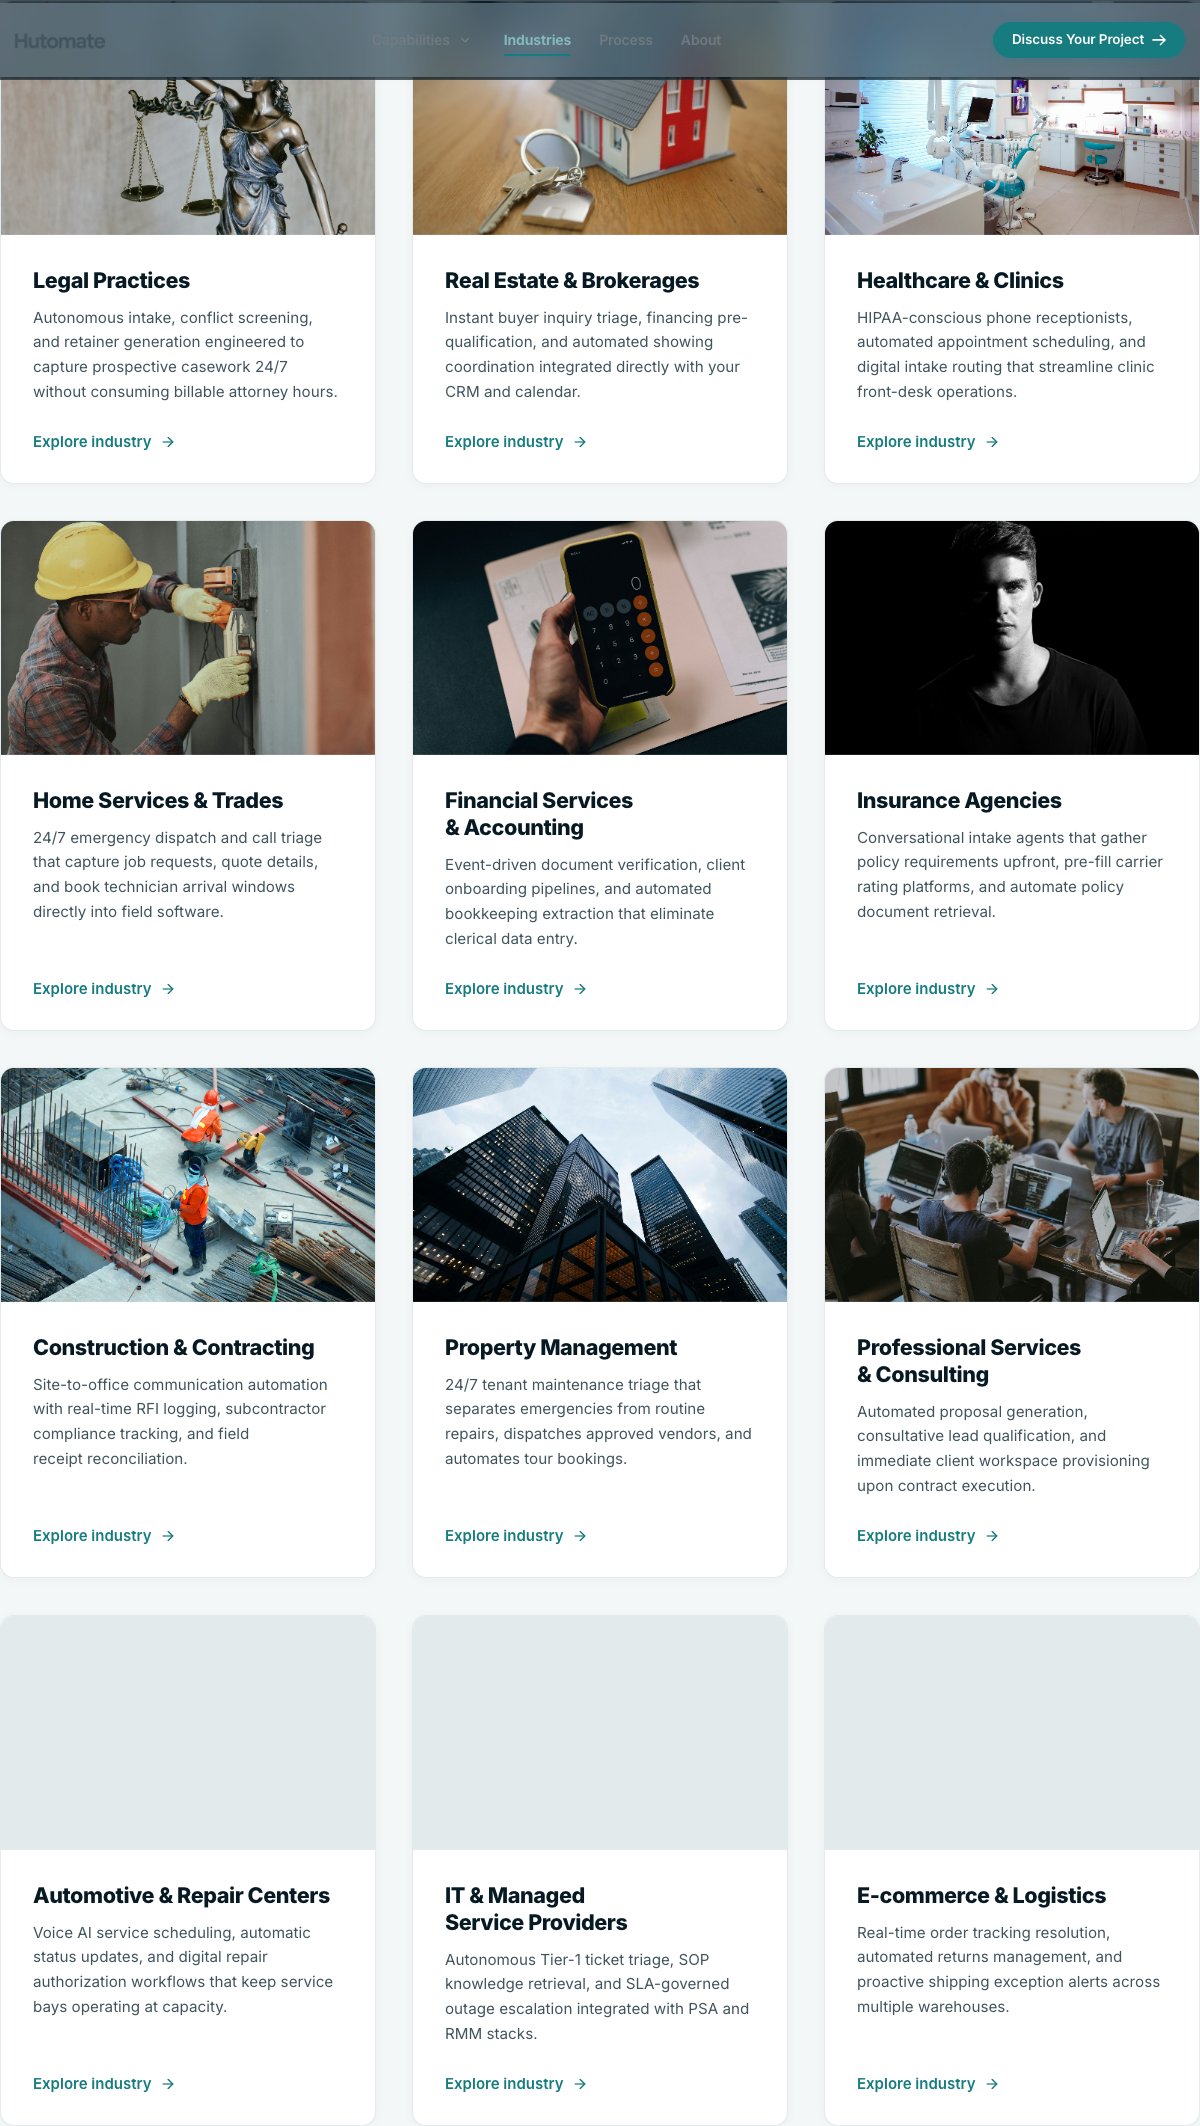 Hutomate
Capabilities
Industries
Process
About
Discuss Your Project
Legal Practices
Autonomous intake, conflict screening,
and retainer generation engineered to
capture prospective casework 24/7
without consuming billable attorney hours.
Explore industry
Real Estate & Brokerages
Instant buyer inquiry triage, financing pre-
qualification, and automated showing
coordination integrated directly with your
CRM and calendar.
Explore industry
Healthcare & Clinics
HIPAA-conscious phone receptionists,
automated appointment scheduling, and
digital intake routing that streamline clinic
front-desk operations.
Explore industry
Home Services & Trades
24/7 emergency dispatch and call triage
that capture job requests, quote details,
and book technician arrival windows
directly into field software.
Explore industry
Financial Services
& Accounting
Event-driven document verification, client
onboarding pipelines, and automated
bookkeeping extraction that eliminate
clerical data entry.
Explore industry
Insurance Agencies
Conversational intake agents that gather
policy requirements upfront, pre-fill carrier
rating platforms, and automate policy
document retrieval.
Explore industry
Construction & Contracting
Site-to-office communication automation
with real-time RFI logging, subcontractor
compliance tracking, and field
receipt reconciliation.
Explore industry
Property Management
24/7 tenant maintenance triage that
separates emergencies from routine
repairs, dispatches approved vendors, and
automates tour bookings.
Explore industry
Professional Services
& Consulting
Automated proposal generation,
consultative lead qualification, and
immediate client workspace provisioning
upon contract execution.
Explore industry
Automotive & Repair Centers
Voice AI service scheduling, automatic
status updates, and digital repair
authorization workflows that keep service
bays operating at capacity.
Explore industry
IT & Managed
Service Providers
Autonomous Tier-1 ticket triage, SOP
knowledge retrieval, and SLA-governed
outage escalation integrated with PSA and
RMM stacks.
Explore industry
E-commerce & Logistics
Real-time order tracking resolution,
automated returns management, and
proactive shipping exception alerts across
multiple warehouses.
Explore industry